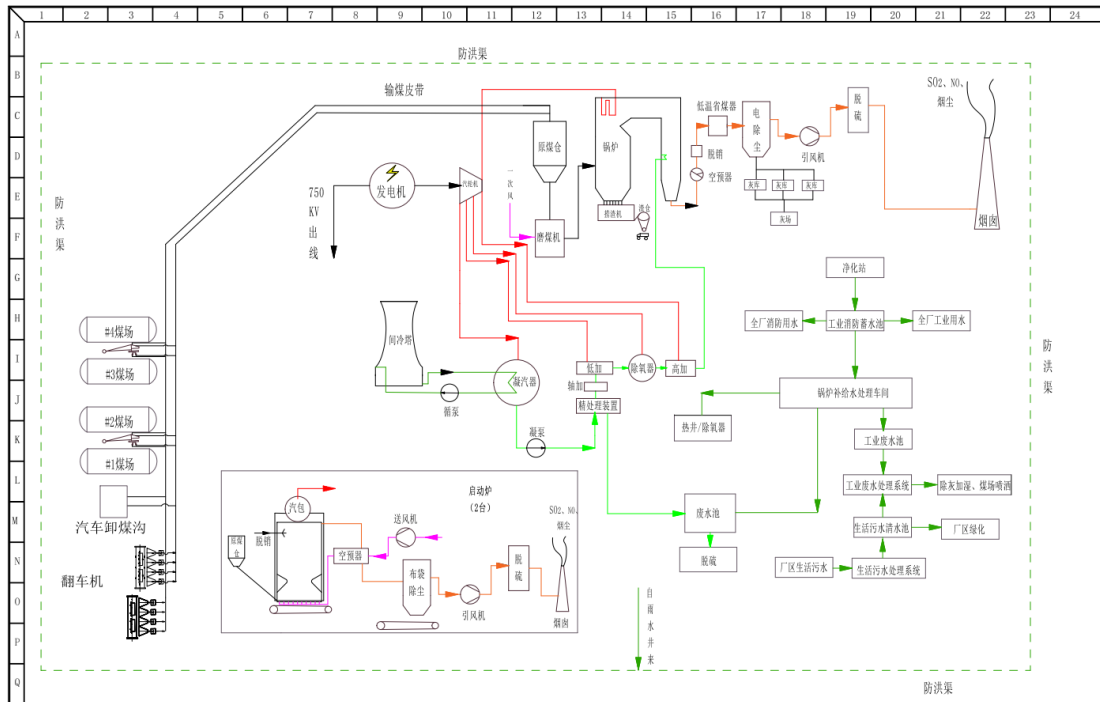 1 2 3 4 5 6 7 8 9 10 11 12 13 14 15 16 17 18 19 20 21 22 23 24
A
B
C
D
E
F
G
H
I
J
K
L
M
N
O
P
Q
防洪渠
输煤皮带
原煤仓
锅炉
低温省煤器
电除尘
脱硫
SO2、NO、
烟尘
脱销
空预器
引风机
灰库 灰库 灰库
灰场
烟囱
发电机
汽轮机
一次风
磨煤机
捞渣机
渣仓
750
KV
出
线
防洪渠
#4煤场
#3煤场
#2煤场
#1煤场
汽车卸煤沟
翻车机
间冷塔
循泵
凝汽器
凝泵
低加
除氧器
高加
轴加
精处理装置
净化站
全厂消防用水
工业消防蓄水池
全厂工业用水
防洪渠
锅炉补给水处理车间
热井/除氧器
工业废水池
工业废水处理系统
除灰加湿、煤场喷洒
废水池
脱硫
生活污水清水池
厂区绿化
厂区生活污水
生活污水处理系统
启动炉
(2台)
汽包
原煤仓
脱销
空预器
送风机
布袋除尘
引风机
脱硫
SO2、NO、
烟尘
烟囱
自雨水井来
防洪渠